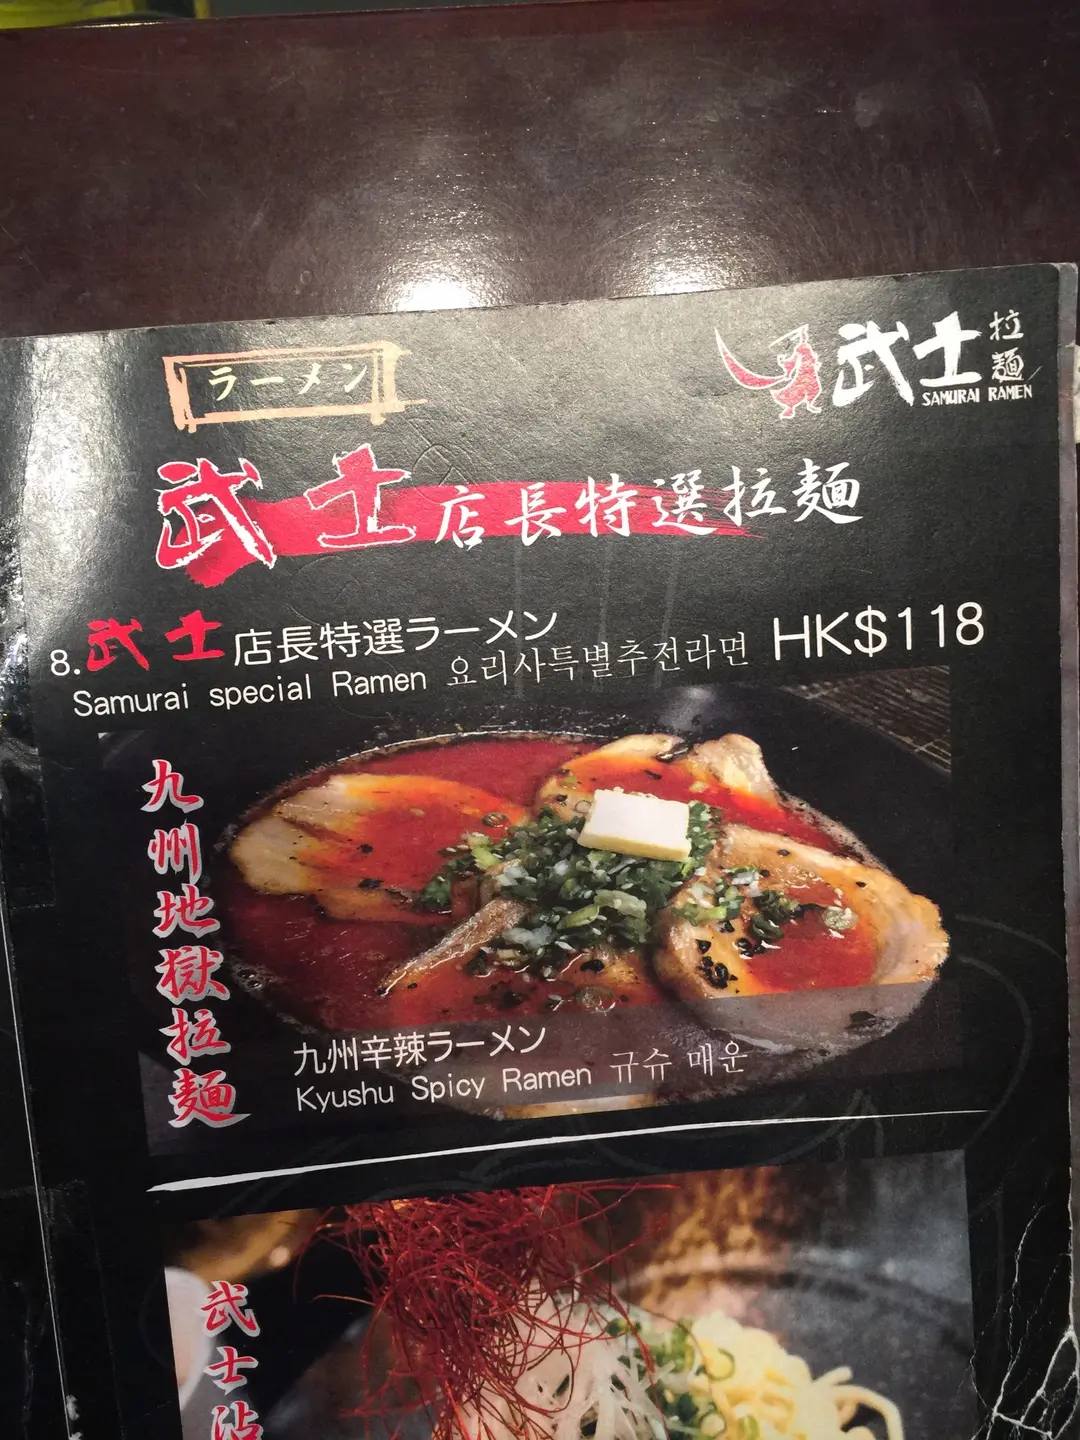 ラーメン
武士 拉麵
SAMURAI RAMEN
武士店長特選拉麵
8.武士店長特選ラーメン
Samurai special Ramen 요리사특별추전라면 HK$118
九州地獄拉麵
九州辛辣ラーメン
Kyushu Spicy Ramen 규슈 매운
武士沾